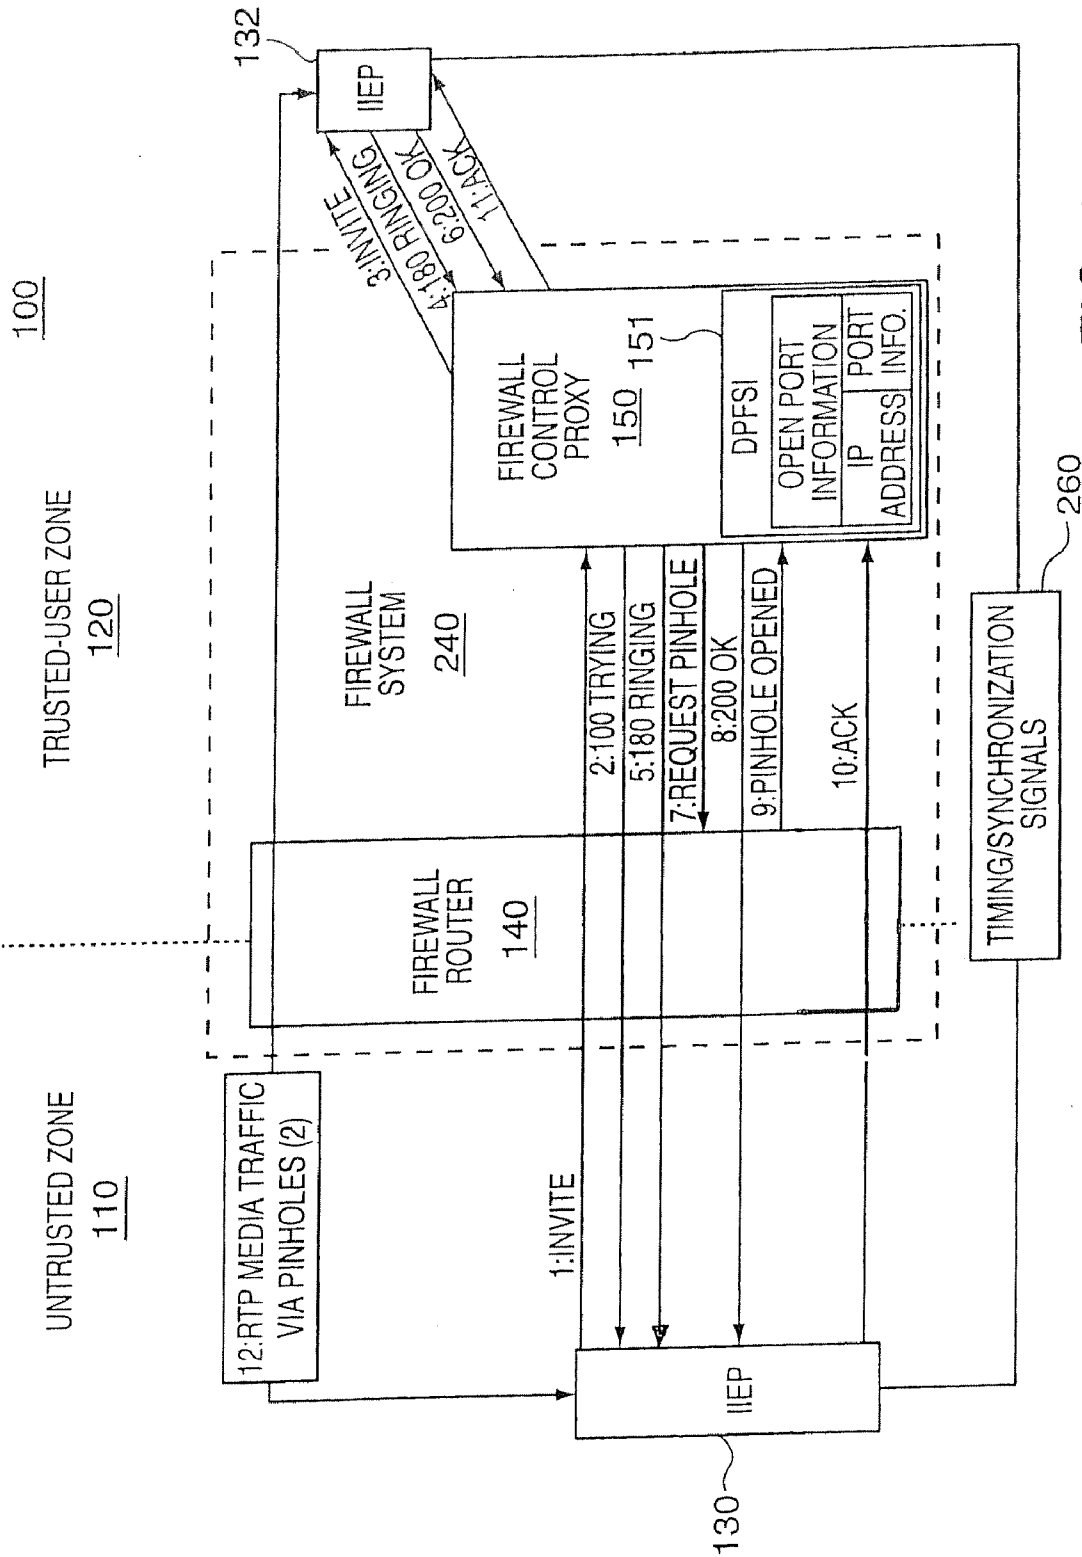 100
UNTRUSTED ZONE
110
TRUSTED-USER ZONE
120
12:RTP MEDIA TRAFFIC
VIA PINHOLES (2)
132
IIEP
3:INVITE
4:180 RINGING
6:200 OK
11:ACK
FIREWALL
SYSTEM
240
FIREWALL
ROUTER
140
FIREWALL
CONTROL
PROXY
150
151
DPFSI
OPEN PORT
INFORMATION
IP
ADDRESS
PORT
INFO.
1:INVITE
2:100 TRYING
5:180 RINGING
7:REQUEST PINHOLE
8:200 OK
9:PINHOLE OPENED
10:ACK
IIEP
130
TIMING/SYNCHRONIZATION
SIGNALS
260